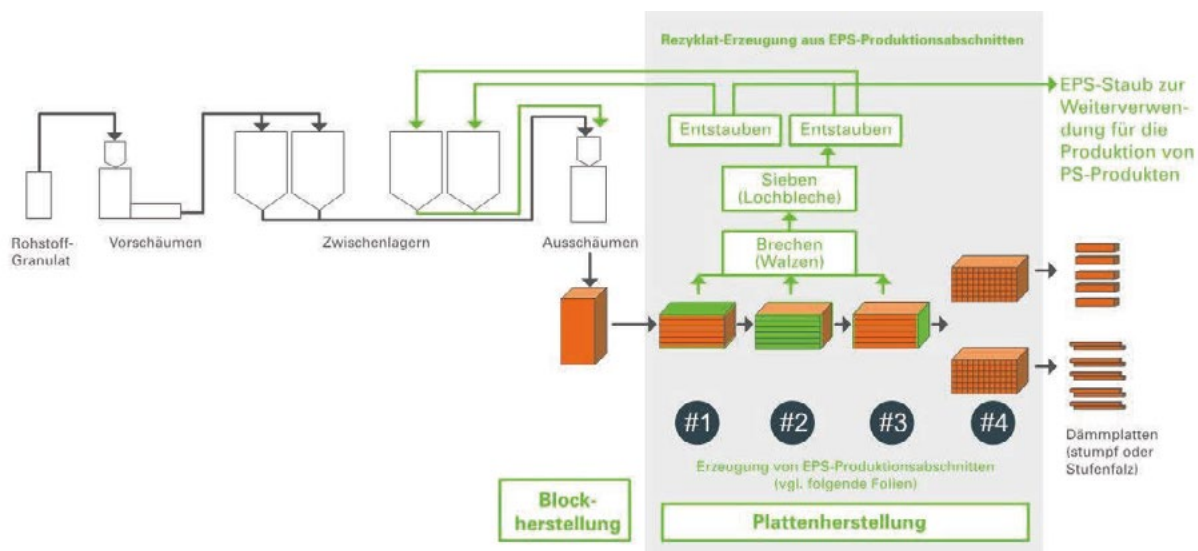 Rezyklat-Erzeugung aus EPS-Produktionsabschnitten
EPS-Staub zur
Weiterverwen-
dung für die
Produktion von
PS-Produkten
Entstauben
Entstauben
Sieben
(Lochbleche)
Brechen
(Walzen)
Rohstoff-
Granulat
Vorschäumen
Zwischenlagern
Ausschäumen
#1
#2
#3
#4
Dämmplatten
(stumpf oder
Stufenfalz)
Erzeugung von EPS-Produktionsabschnitten
(vgl. folgende Folien)
Block-
herstellung
Plattenherstellung